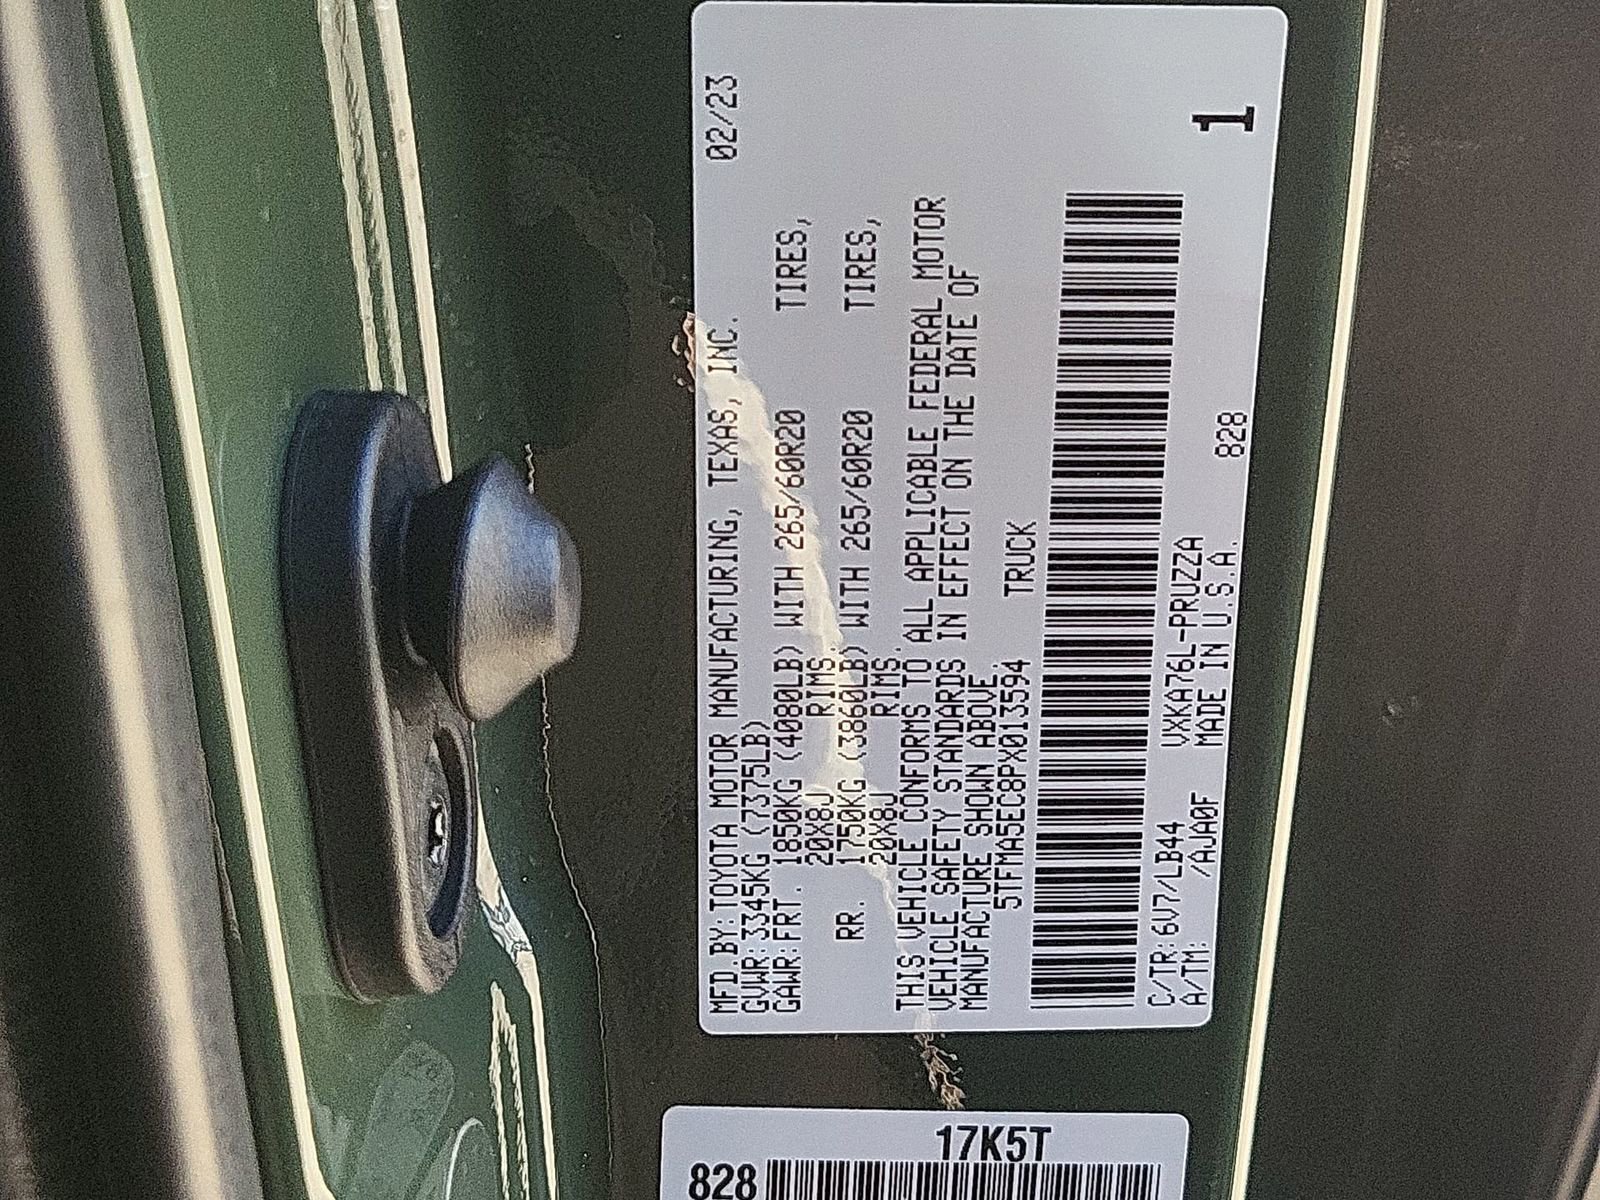 MFD.BY:TOYOTA MOTOR MANUFACTURING, TEXAS, INC. 02/23
GVWR:3345KG (7375LB)
GAWR:FRT. 1850KG (4080LB) WITH 265/60R20 TIRES,
20X8J RIMS.
RR. 1750KG (3860LB) WITH 265/60R20 TIRES,
20X8J RIMS.
THIS VEHICLE CONFORMS TO ALL APPLICABLE FEDERAL MOTOR
VEHICLE SAFETY STANDARDS IN EFFECT ON THE DATE OF
MANUFACTURE SHOWN ABOVE.
5TFMA5EC8PX013594 TRUCK
C/TR:6V7/LB44 VXKA76L-PRUZZA 828
A/TM: /AJA0F MADE IN U.S.A. 1
17K5T
828